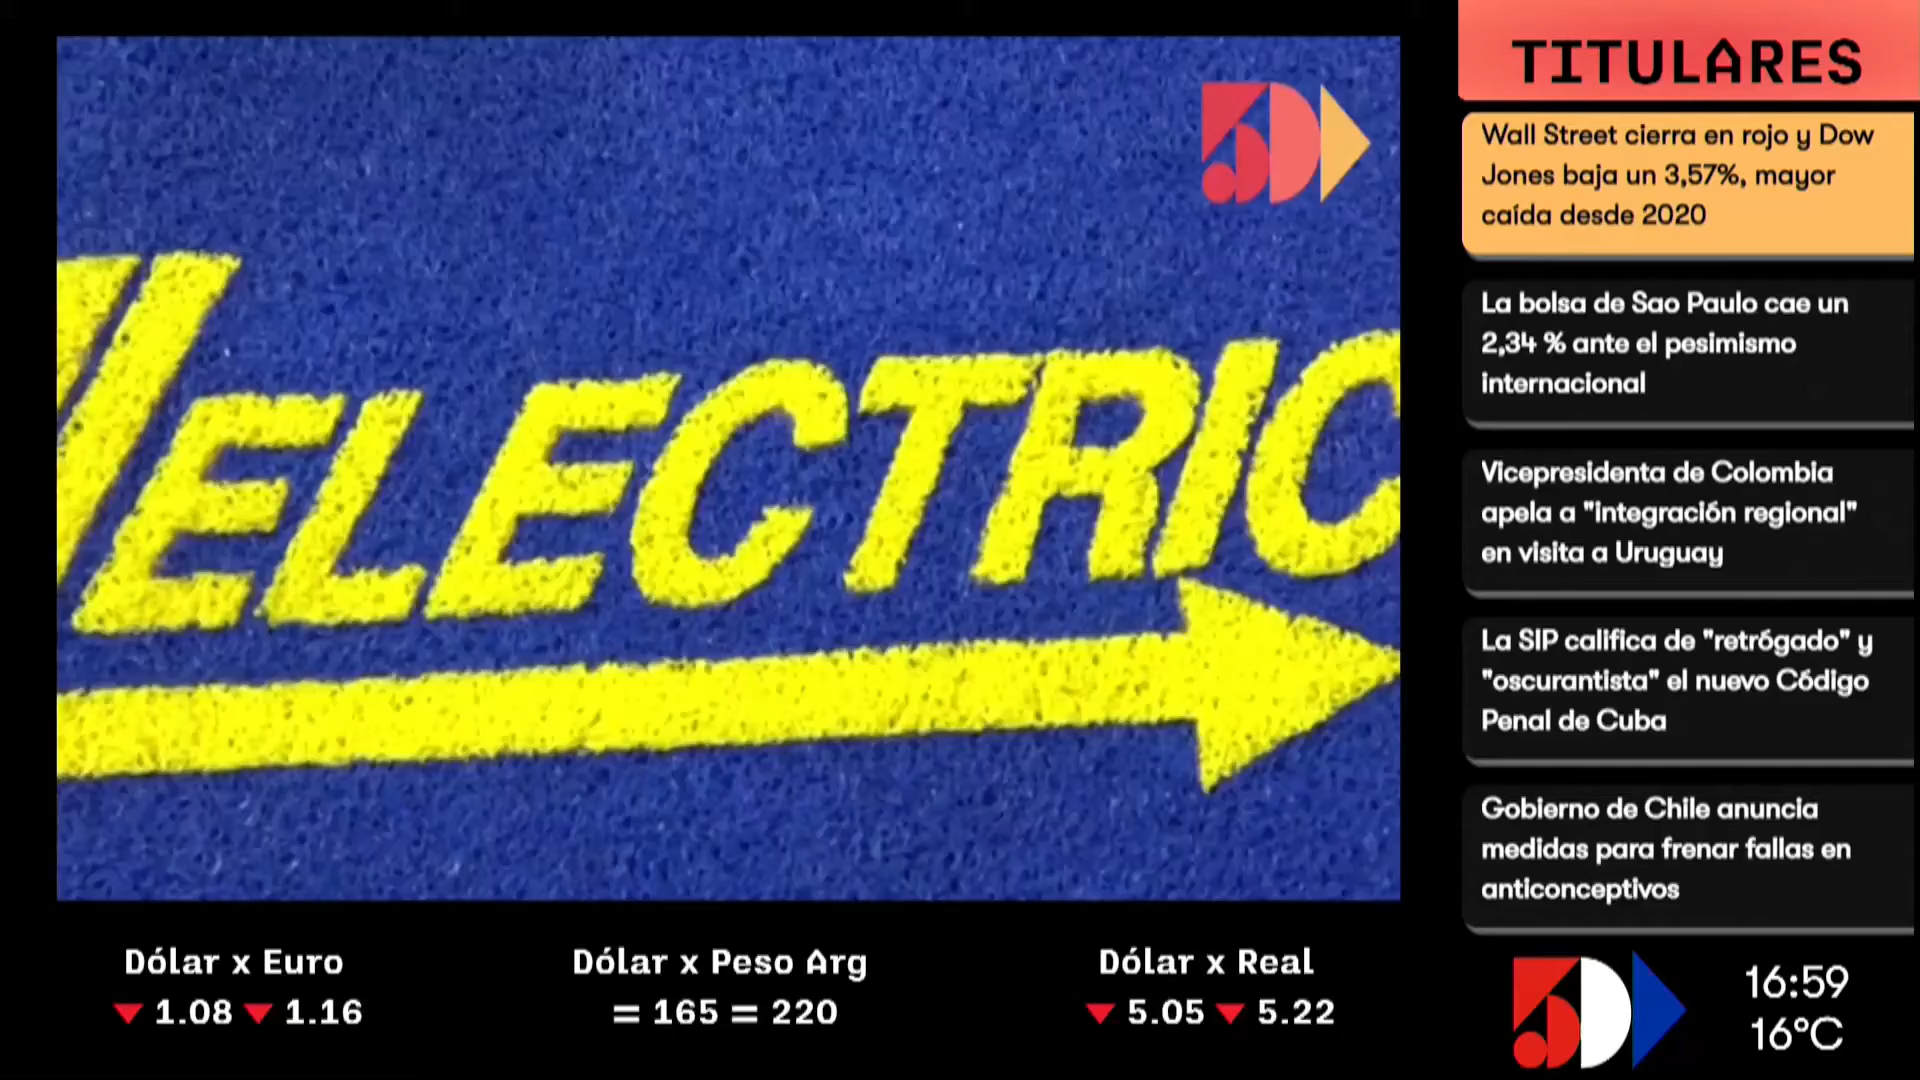 ELECTRIC
TITULARES
Wall Street cierra en rojo y Dow
Jones baja un 3,57%, mayor
caída desde 2020
La bolsa de Sao Paulo cae un
2,34 % ante el pesimismo
internacional
Vicepresidenta de Colombia
apela a "integración regional"
en visita a Uruguay
La SIP califica de "retrógado" y
"oscurantista" el nuevo Código
Penal de Cuba
Gobierno de Chile anuncia
medidas para frenar fallas en
anticonceptivos
Dólar x Euro
1.08 1.16
Dólar x Peso Arg
= 165 = 220
Dólar x Real
5.05 5.22
5D
16:59
16°C